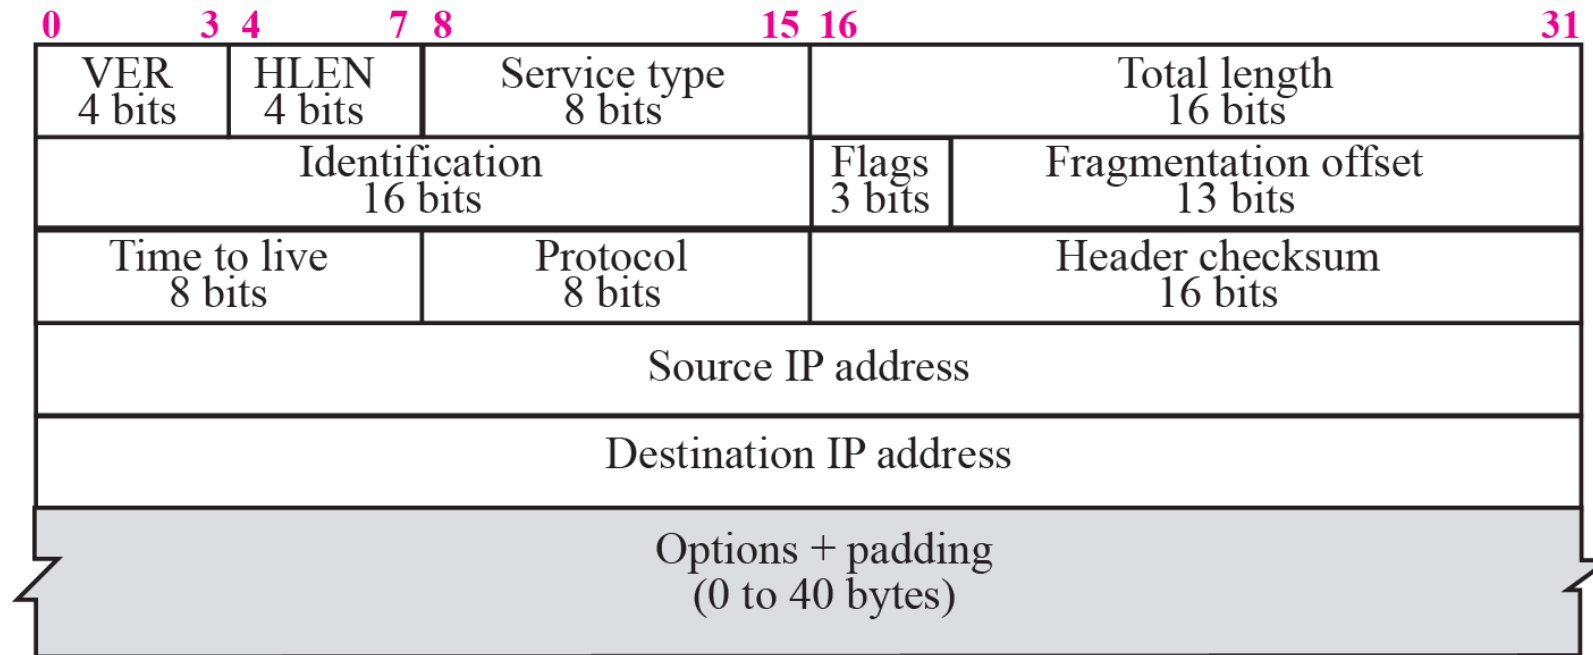 0 3 4 7 8 15 16 31
VER HLEN Service type Total length
4 bits 4 bits 8 bits 16 bits
Identification Flags Fragmentation offset
16 bits 3 bits 13 bits
Time to live Protocol Header checksum
8 bits 8 bits 16 bits
Source IP address
Destination IP address
Options + padding
(0 to 40 bytes)